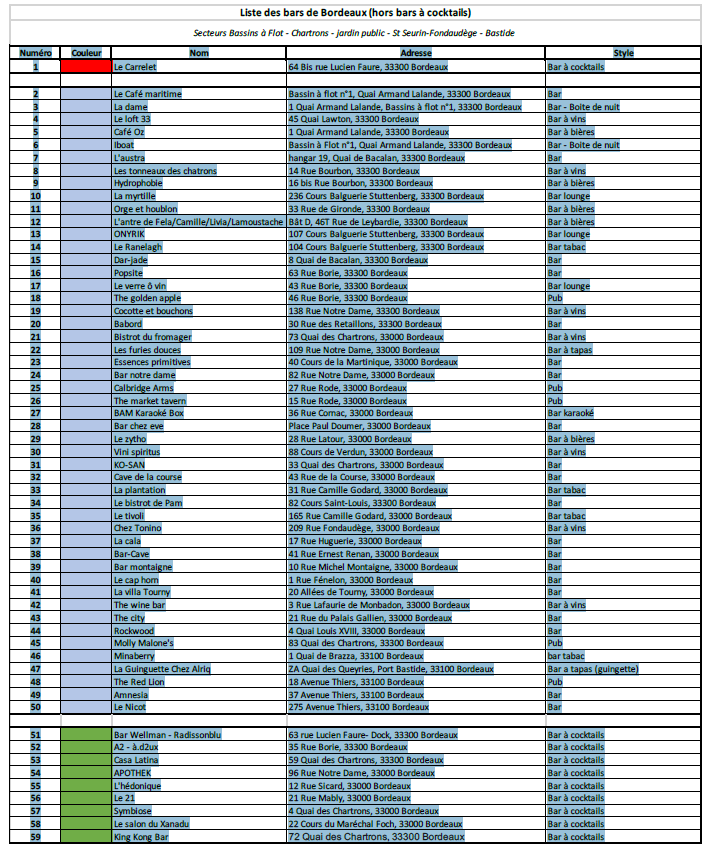 Liste des bars de Bordeaux (hors bars à cocktails)
Secteurs Bassins à Flot - Chartrons - jardin public - St Seurin-Fondaudège - Bastide
Numéro Couleur Nom Adresse Style
1 Le Carrelet 64 Bis rue Lucien Faure, 33300 Bordeaux Bar à cocktails
2 Le Café maritime Bassin à flot n°1, Quai Armand Lalande, 33300 Bordeaux Bar
3 La dame 1 Quai Armand Lalande, Bassins à flot n°1, 33300 Bordeaux Bar - Boite de nuit
4 Le loft 33 45 Quai Lawton, 33300 Bordeaux Bar à vins
5 Café Oz 1 Quai Armand Lalande, 33300 Bordeaux Bar à bières
6 Iboat Bassin à Flot n°1, Quai Armand Lalande, 33300 Bordeaux Bar - Boite de nuit
7 L'austra hangar 19, Quai de Bacalan, 33300 Bordeaux Bar
8 Les tonneaux des chatrons 14 Rue Bourbon, 33300 Bordeaux Bar à vins
9 Hydrophobie 16 bis Rue Bourbon, 33300 Bordeaux Bar à bières
10 La myrtille 236 Cours Balguerie Stuttenberg, 33300 Bordeaux Bar lounge
11 Orge et houblon 33 Rue de Gironde, 33300 Bordeaux Bar à bières
12 L'antre de Fela/Camille/Livia/Lamoustache Bât D, 46T Rue de Leybardie, 33300 Bordeaux Bar à bières
13 ONYRIK 107 Cours Balguerie Stuttenberg, 33300 Bordeaux Bar lounge
14 Le Ranelagh 104 Cours Balguerie Stuttenberg, 33300 Bordeaux Bar tabac
15 Dar-jade 8 Quai de Bacalan, 33300 Bordeaux Bar
16 Popsite 63 Rue Borie, 33300 Bordeaux Bar
17 Le verre ô vin 43 Rue Borie, 33300 Bordeaux Bar lounge
18 The golden apple 46 Rue Borie, 33300 Bordeaux Pub
19 Cocotte et bouchons 138 Rue Notre Dame, 33000 Bordeaux Bar à vins
20 Babord 30 Rue des Retaillons, 33000 Bordeaux Bar
21 Bistrot du fromager 73 Quai des Chartrons, 33000 Bordeaux Bar à vins
22 Les furies douces 109 Rue Notre Dame, 33000 Bordeaux Bar à tapas
23 Essences primitives 40 Cours de la Martinique, 33000 Bordeaux Bar
24 Bar notre dame 82 Rue Notre Dame, 33000 Bordeaux Bar
25 Calbridge Arms 27 Rue Rode, 33000 Bordeaux Pub
26 The market tavern 15 Rue Rode, 33000 Bordeaux Pub
27 BAM Karaoké Box 36 Rue Cornac, 33000 Bordeaux Bar karaoké
28 Bar chez eve Place Paul Doumer, 33000 Bordeaux Bar
29 Le zytho 28 Rue Latour, 33000 Bordeaux Bar à bières
30 Vini spiritus 88 Cours de Verdun, 33000 Bordeaux Bar à vins
31 KO-SAN 33 Quai des Chartrons, 33000 Bordeaux Bar
32 Cave de la course 43 Rue de la Course, 33000 Bordeaux Bar
33 La plantation 31 Rue Camille Godard, 33000 Bordeaux Bar tabac
34 Le bistrot de Pam 82 Cours Saint-Louis, 33300 Bordeaux Bar
35 Le tivoli 165 Rue Camille Godard, 33000 Bordeaux Bar tabac
36 Chez Tonino 209 Rue Fondaudège, 33000 Bordeaux Bar à vins
37 La cala 17 Rue Huguerie, 33000 Bordeaux Bar
38 Bar-Cave 41 Rue Ernest Renan, 33000 Bordeaux Bar
39 Bar montaigne 10 Rue Michel Montaigne, 33000 Bordeaux Bar
40 Le cap horn 1 Rue Fénelon, 33000 Bordeaux Bar
41 La villa Tourny 20 Allées de Tourny, 33000 Bordeaux Bar
42 The wine bar 3 Rue Lafaurie de Monbadon, 33000 Bordeaux Bar à vins
43 The city 21 Rue du Palais Gallien, 33000 Bordeaux Bar
44 Rockwood 4 Quai Louis XVIII, 33000 Bordeaux Bar
45 Molly Malone's 83 Quai des Chartrons, 33300 Bordeaux Pub
46 Minaberry 1 Quai de Brazza, 33100 Bordeaux bar tabac
47 La Guinguette Chez Alriq ZA Quai des Queyries, Port Bastide, 33100 Bordeaux Bar a tapas (guingette)
48 The Red Lion 18 Avenue Thiers, 33100 Bordeaux Pub
49 Amnesia 37 Avenue Thiers, 33100 Bordeaux Bar
50 Le Nicot 275 Avenue Thiers, 33100 Bordeaux Bar
51 Bar Wellman - Radissonblu 63 rue Lucien Faure- Dock, 33300 Bordeaux Bar à cocktails
52 A2 - à.d2ux 35 Rue Borie, 33300 Bordeaux Bar à cocktails
53 Casa Latina 59 Quai des Chartrons, 33300 Bordeaux Bar à cocktails
54 APOTHEK 96 Rue Notre Dame, 33000 Bordeaux Bar à cocktails
55 L'hédonique 12 Rue Sicard, 33000 Bordeaux Bar à cocktails
56 Le 21 21 Rue Mably, 33000 Bordeaux Bar à cocktails
57 Symbiose 4 Quai des Chartrons, 33000 Bordeaux Bar à cocktails
58 Le salon du Xanadu 22 Cours du Maréchal Foch, 33000 Bordeaux Bar à cocktails
59 King Kong Bar 72 Quai des Chartrons, 33300 Bordeaux Bar à cocktails